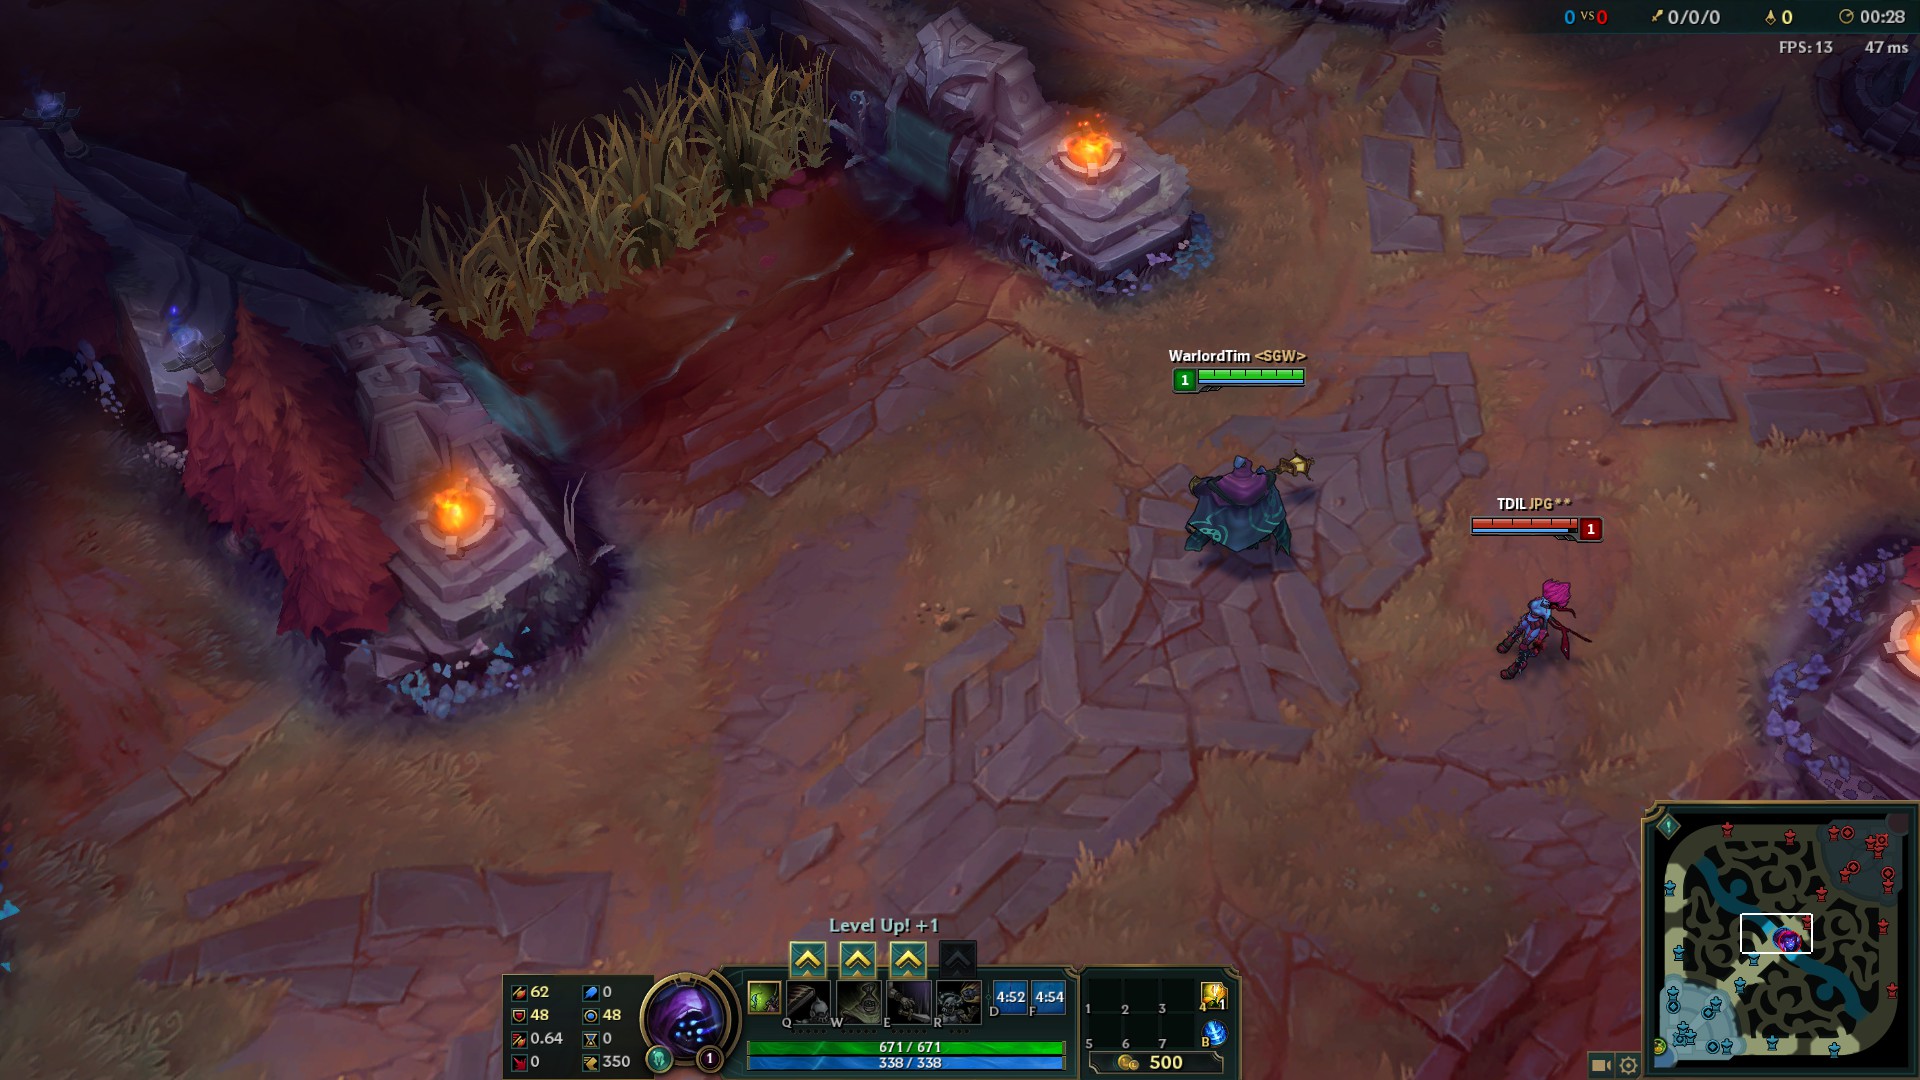 0 VS 0 0/0/0 0 00:28
FPS: 13 47 ms
WarlordTim <SGW>
1
TDIL JPG**
1
Level Up! +1
62 0
48 48
0.64 0
0 350
1
Q W E R
4:52 4:54
D F
1 2 3 4 1
5 6 7 B
671 / 671
338 / 338
500